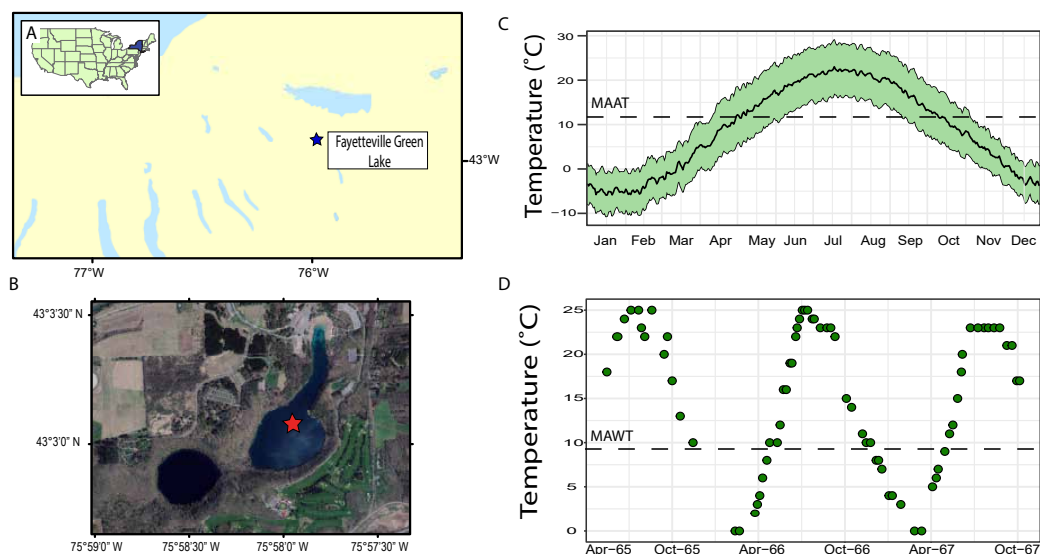 A
Fayetteville Green
Lake
43°W
77°W
76°W
B
43°3'30" N
43°3'0" N
75°59'0" W
75°58'30" W
75°58'0" W
75°57'30" W
C
Temperature (˚C)
30
20
10
0
−10
MAAT
Jan Feb Mar Apr May Jun Jul Aug Sep Oct Nov Dec
D
Temperature (˚C)
25
20
15
10
5
0
MAWT
Apr−65 Oct−65 Apr−66 Oct−66 Apr−67 Oct−67